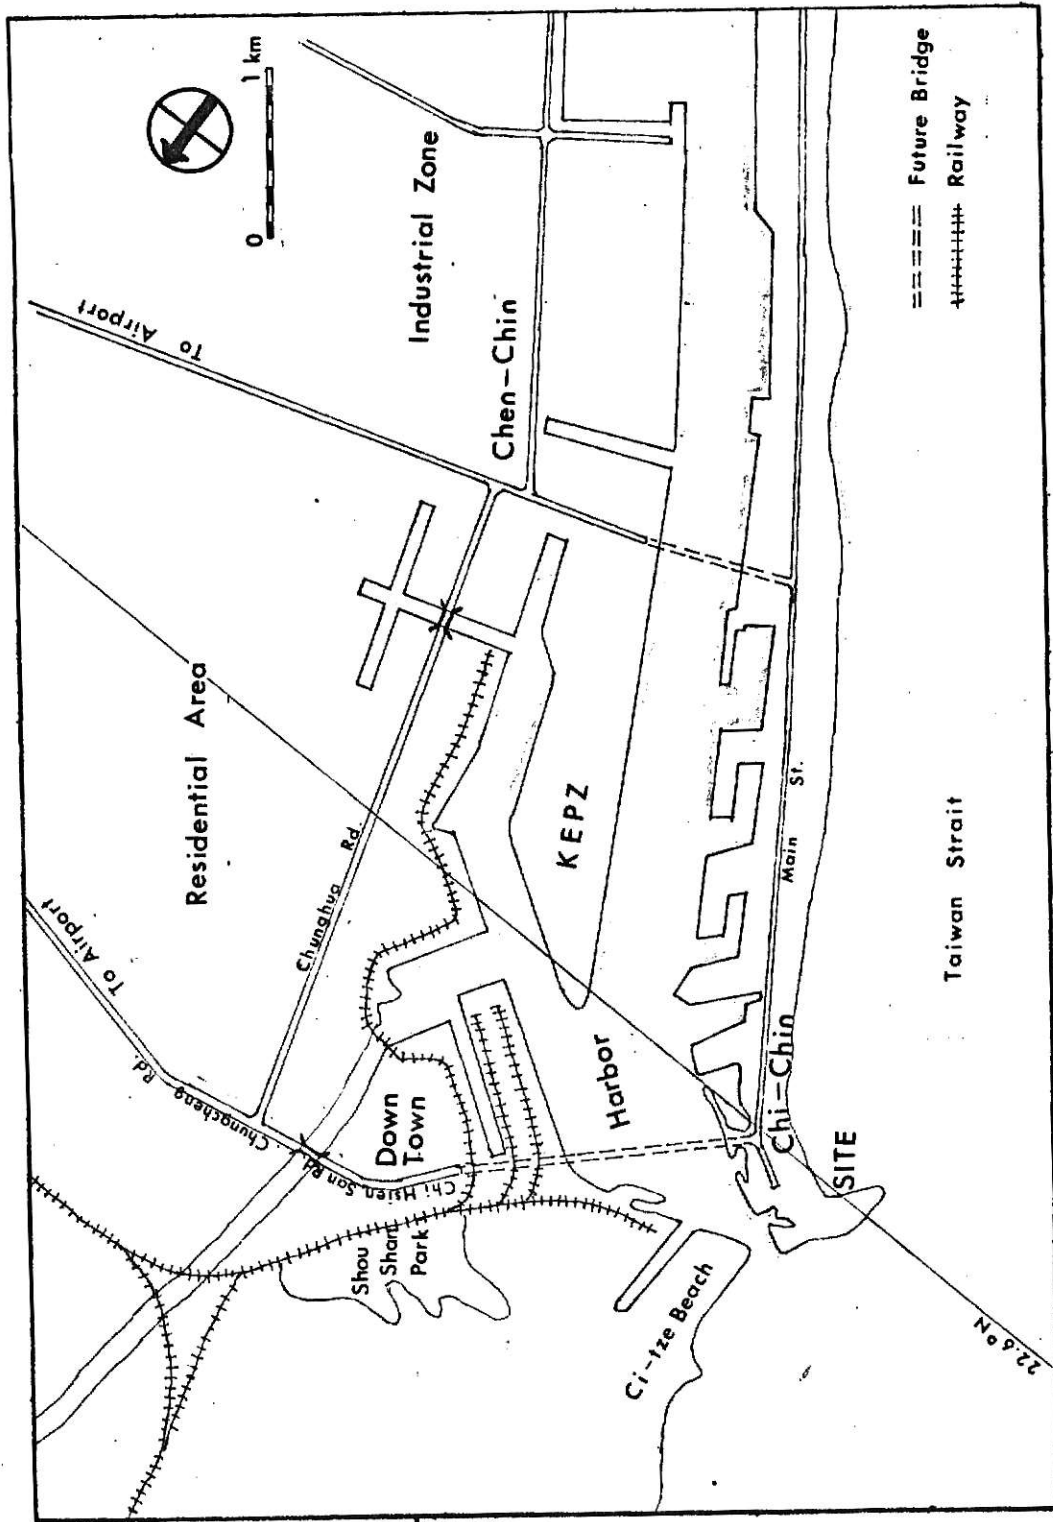 0 1 km
To Airport
Industrial Zone
Chen-Chin
Residential Area
Chunghua Rd.
To Airport
Chungcheng Rd.
Chi Hsien San Rd.
Down
Town
Shou
Shan
Park
KEPZ
Harbor
Main St.
Chi-Chin
SITE
Ci-tze Beach
Taiwan Strait
22.6°N
Future Bridge
Railway